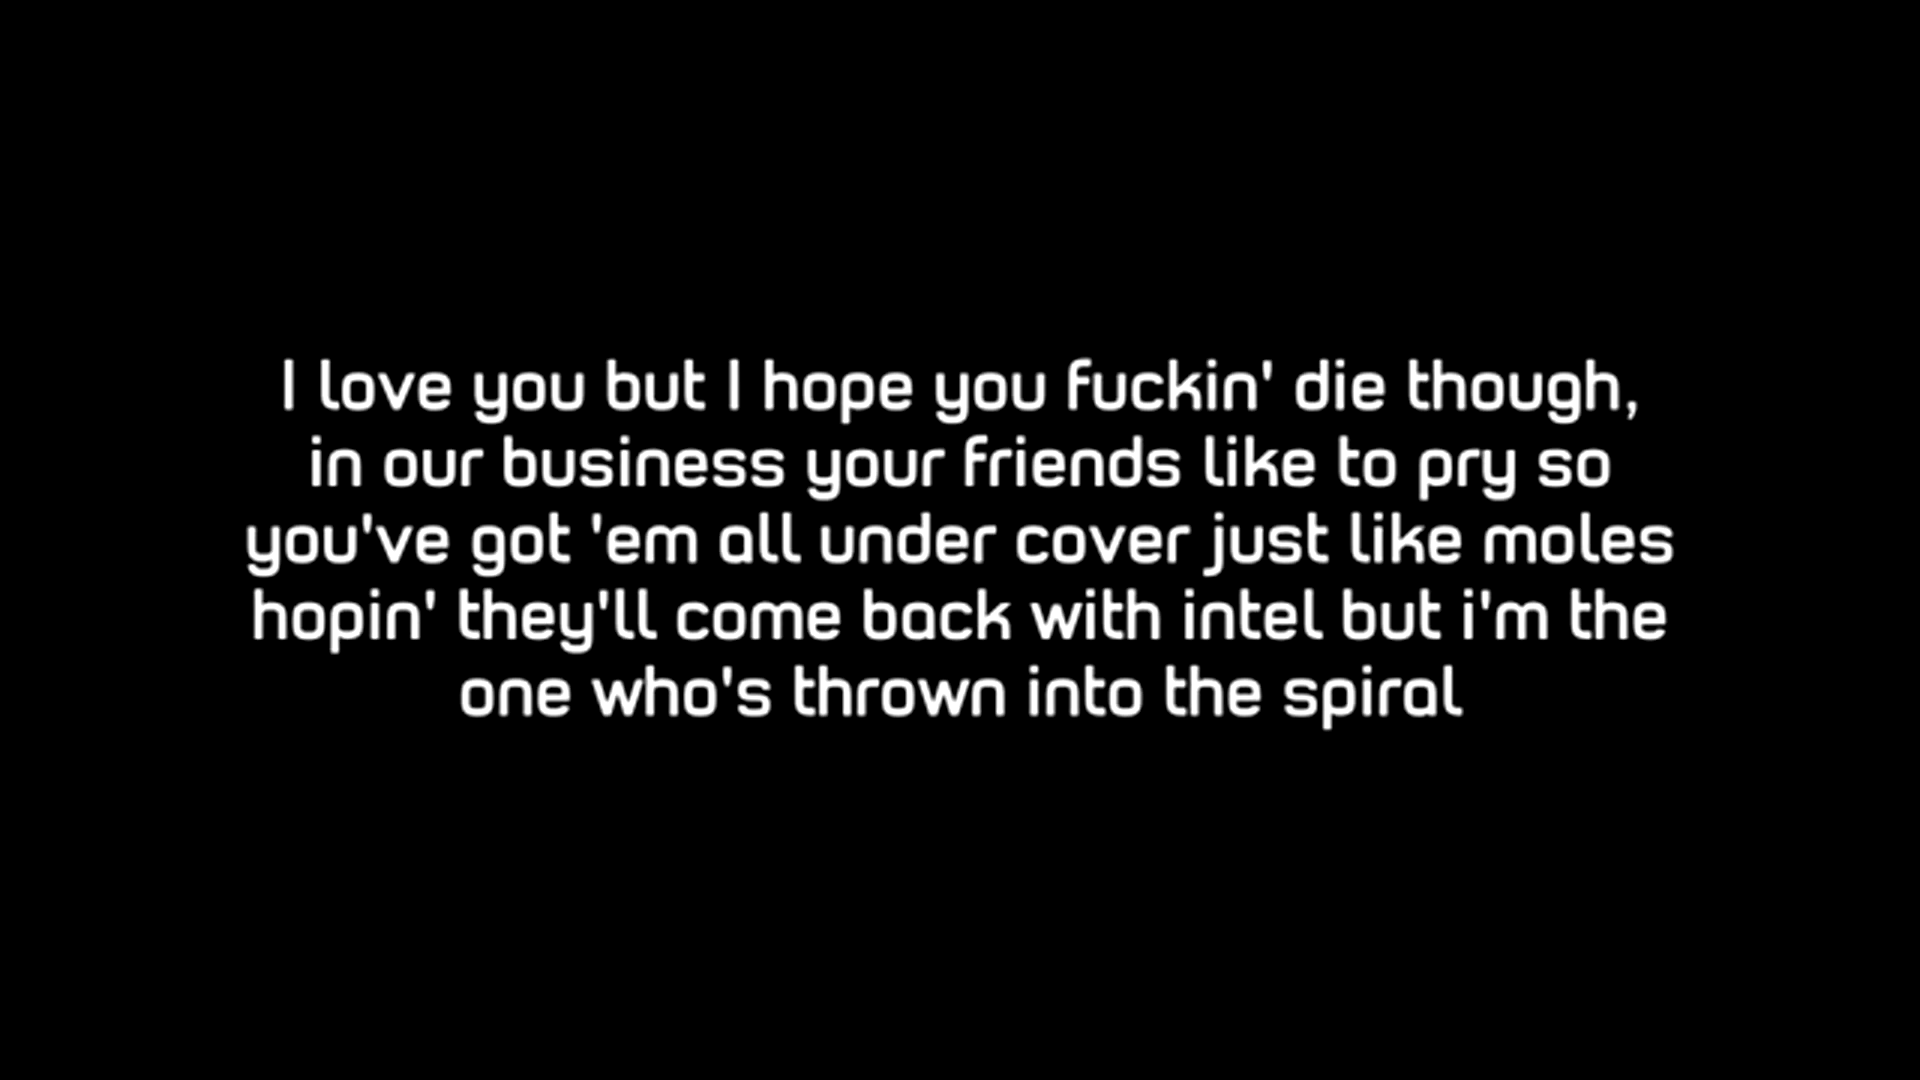 I love you but I hope you fuckin' die though,
in our business your friends like to pry so
you've got 'em all under cover just like moles
hopin' they'll come back with intel but i'm the
one who's thrown into the spiral